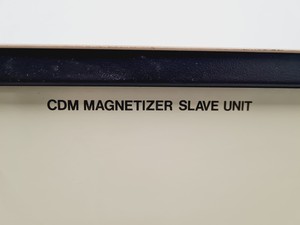 CDM MAGNETIZER SLAVE UNIT